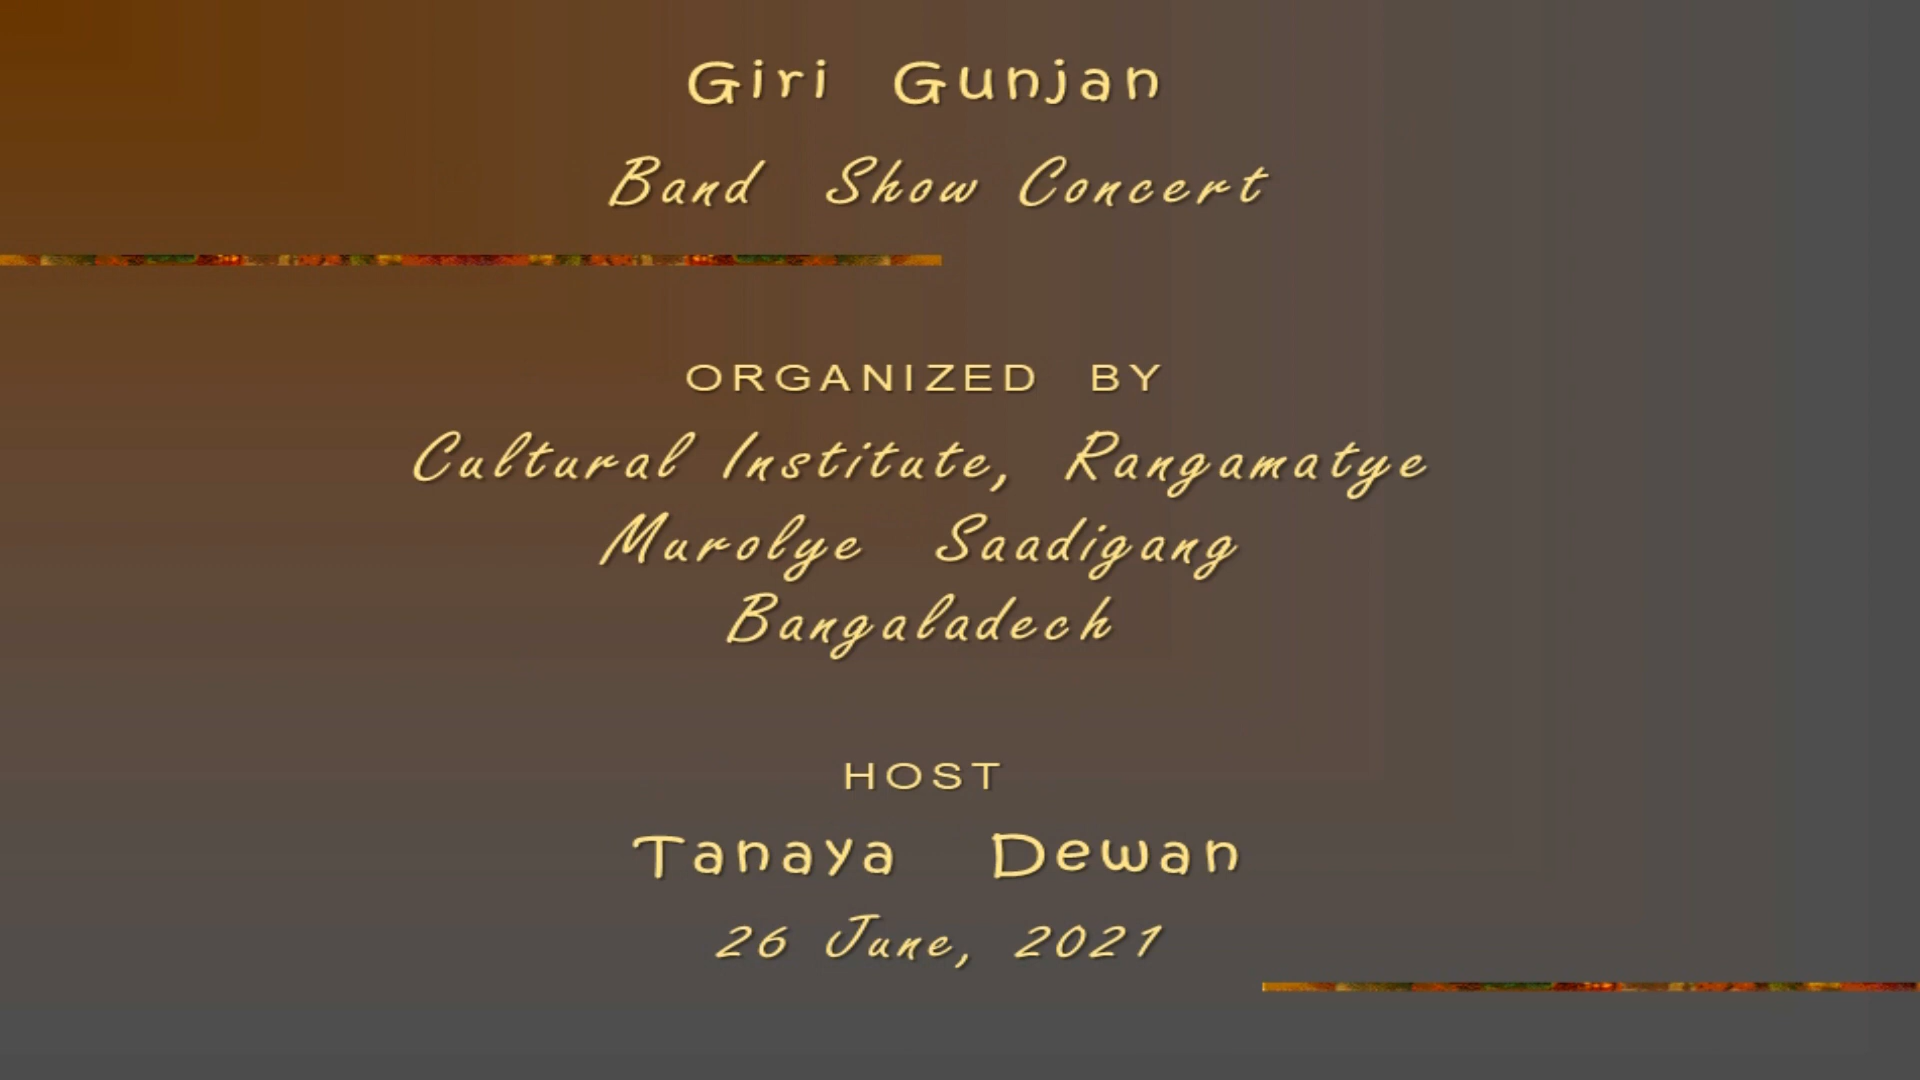 Giri Gunjan
Band Show Concert
ORGANIZED BY
Cultural Institute, Rangamatye
Murolye Saadigang
Bangaladech
HOST
Tanaya Dewan
26 June, 2021